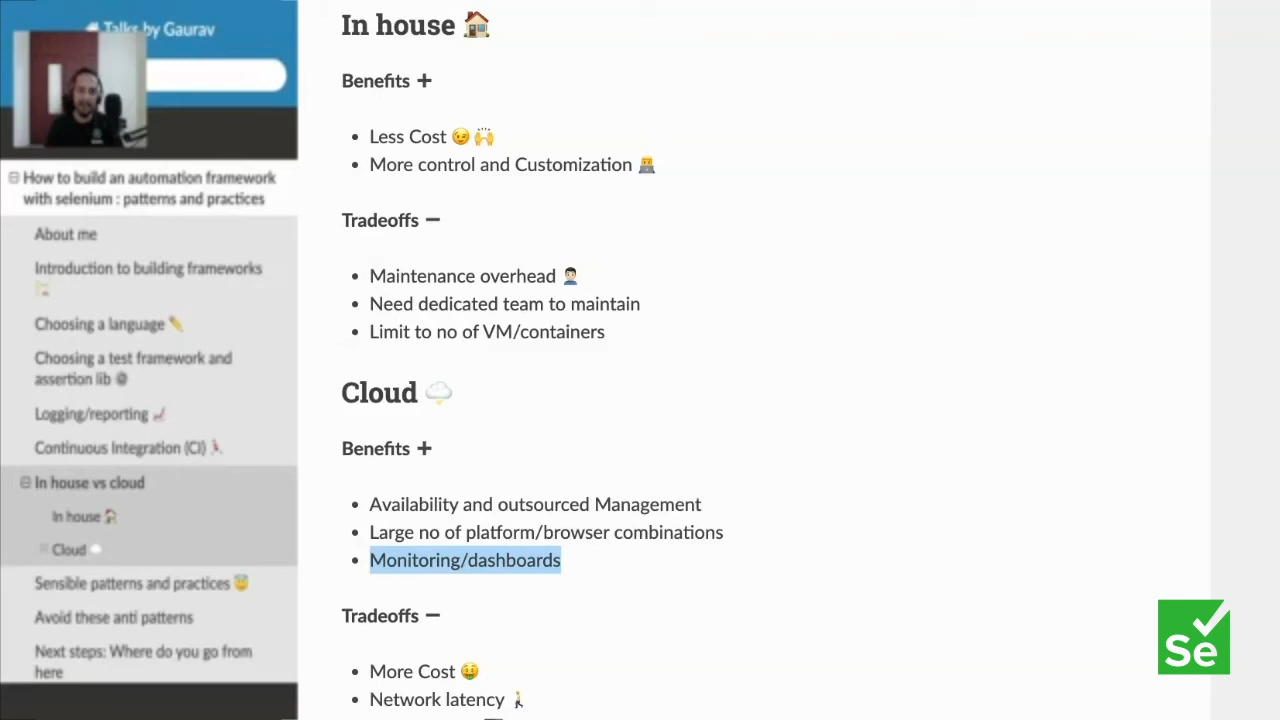 Talks by Gaurav
How to build an automation framework
with selenium : patterns and practices
About me
Introduction to building frameworks
Choosing a language
Choosing a test framework and
assertion lib
Logging/reporting
Continuous Integration (CI)
In house vs cloud
In house
Cloud
Sensible patterns and practices
Avoid these anti patterns
Next steps: Where do you go from
here
In house
Benefits +
Less Cost
More control and Customization
Tradeoffs −
Maintenance overhead
Need dedicated team to maintain
Limit to no of VM/containers
Cloud
Benefits +
Availability and outsourced Management
Large no of platform/browser combinations
Monitoring/dashboards
Tradeoffs −
More Cost
Network latency
Se